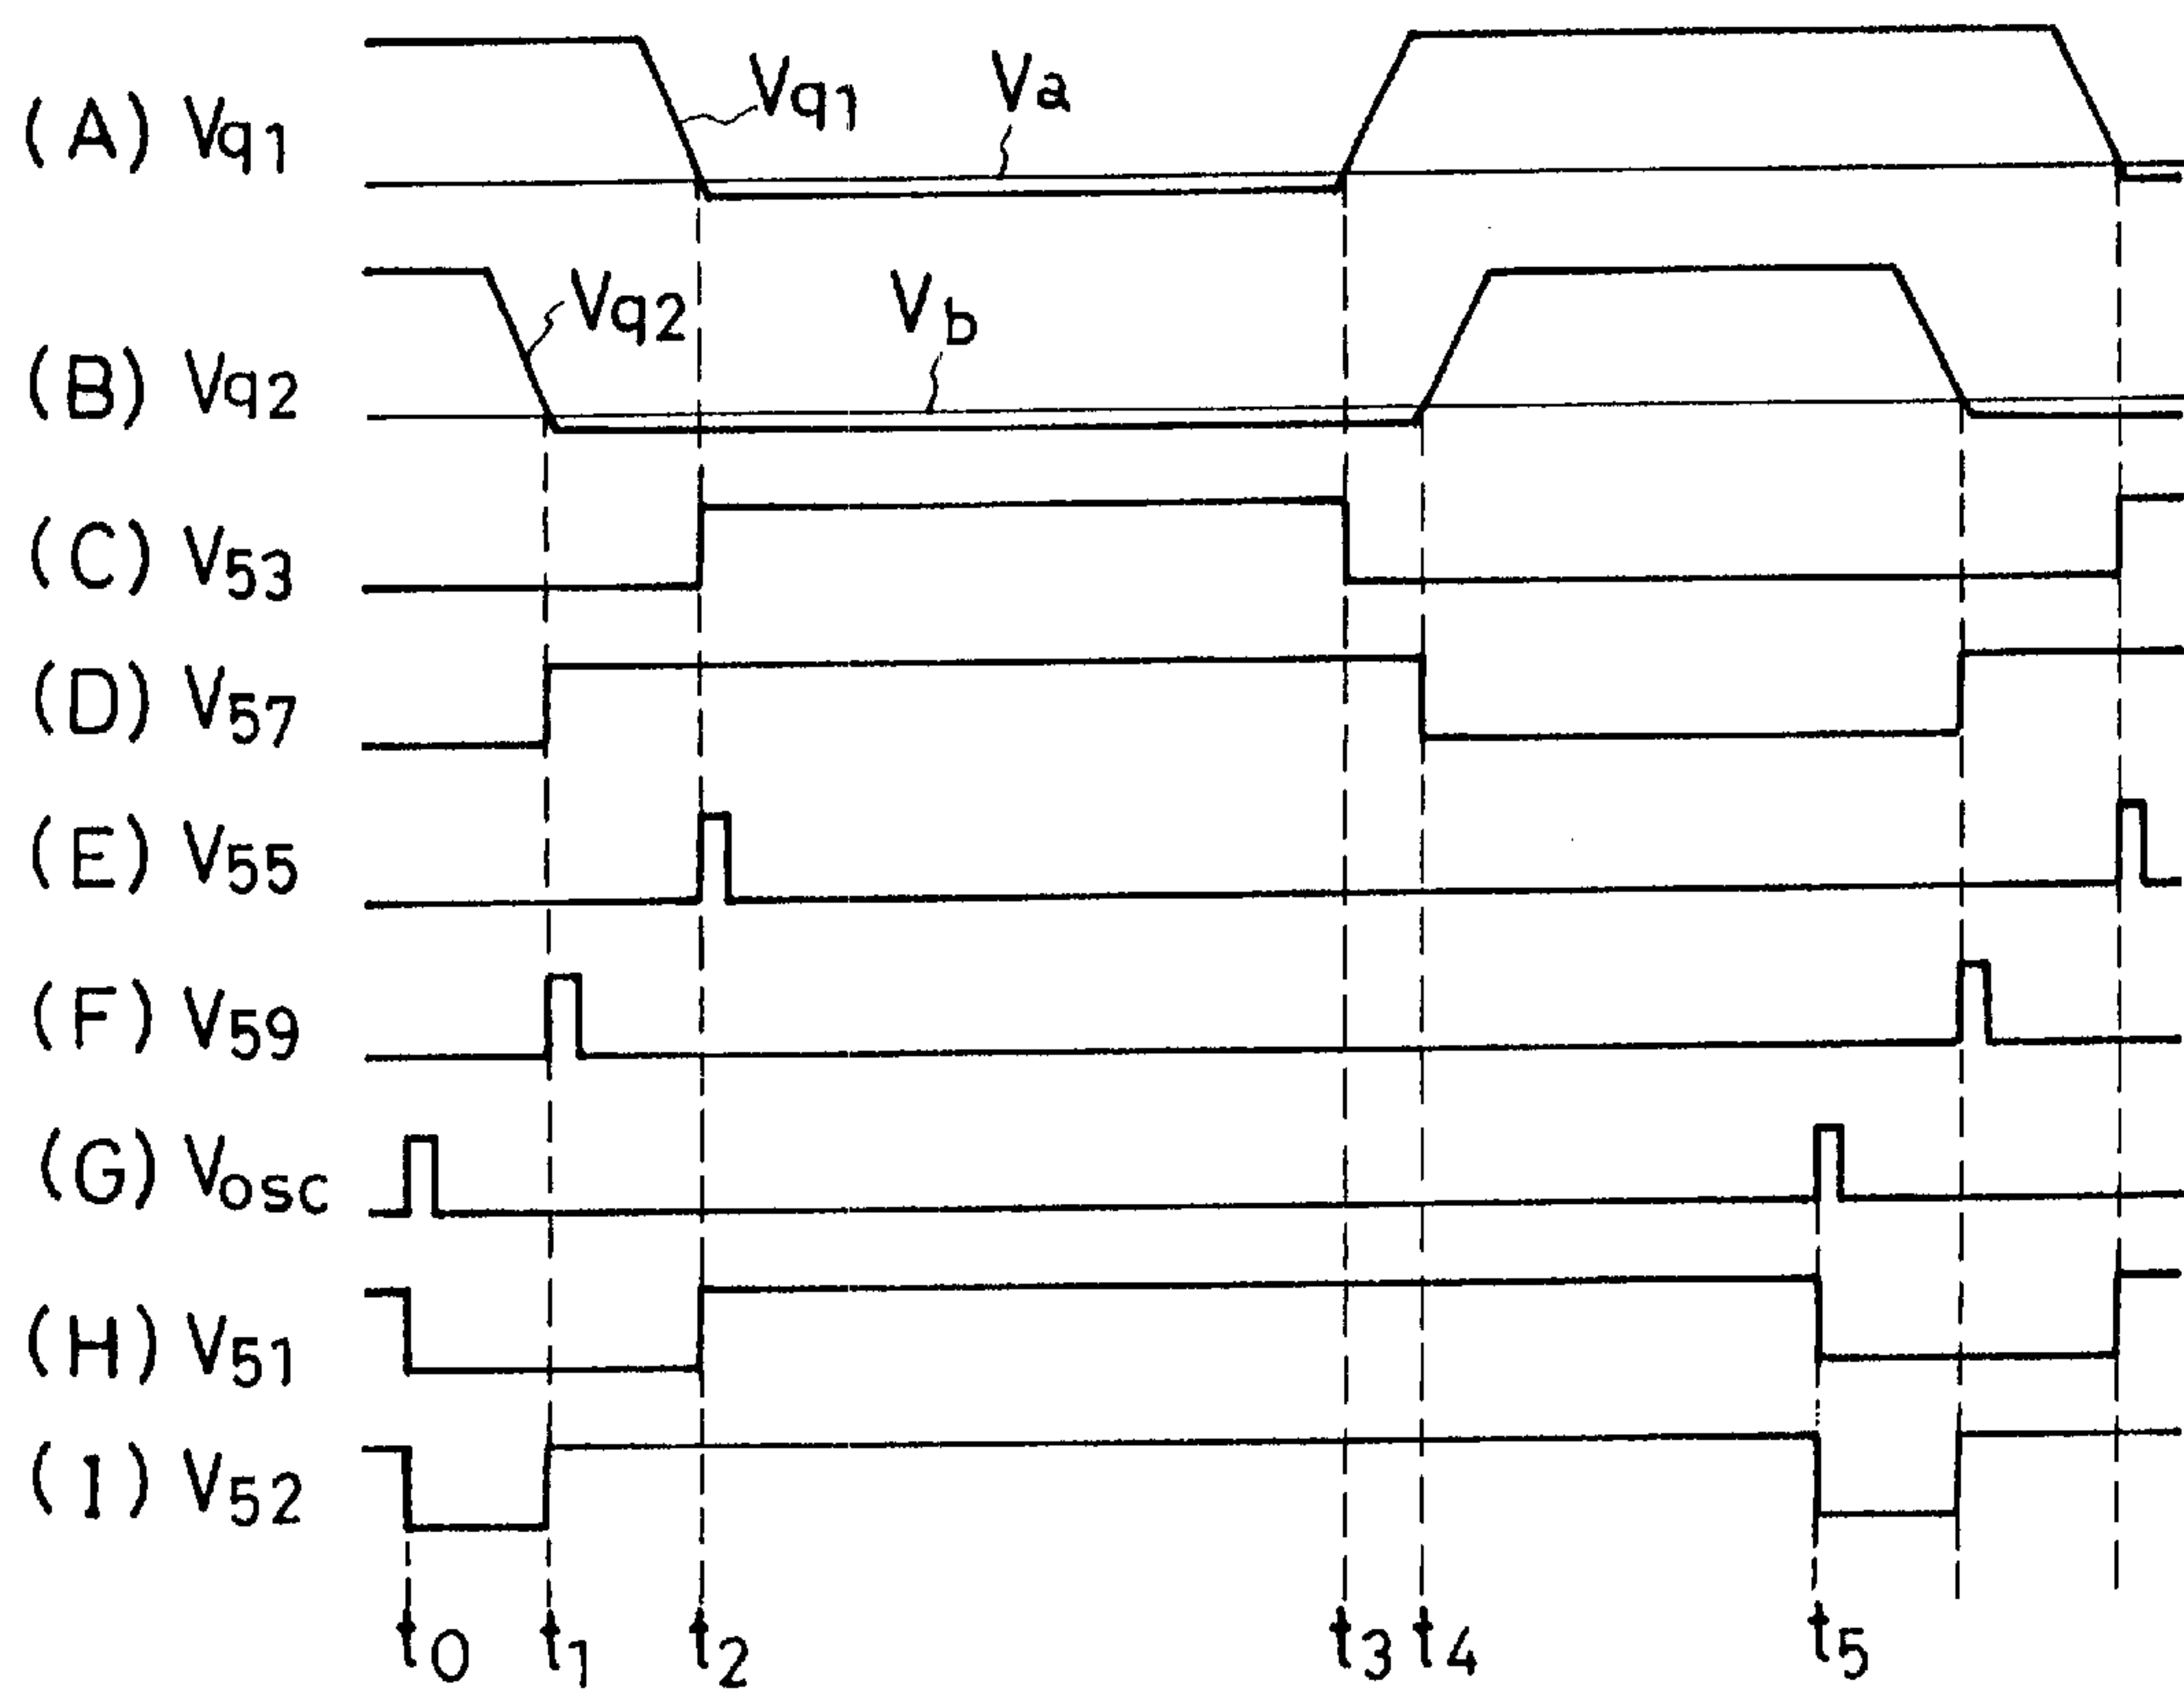 (A) Vq1
Vq1
Va
(B) Vq2
Vq2
Vb
(C) V53
(D) V57
(E) V55
(F) V59
(G) Vosc
(H) V51
(I) V52
t0 t1 t2 t3 t4 t5